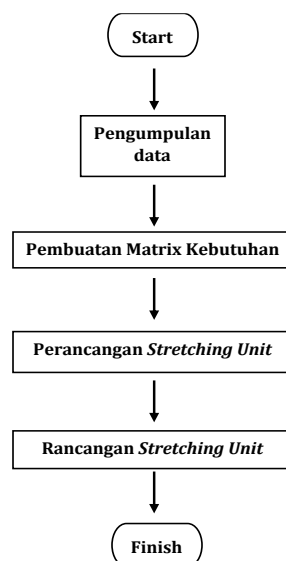 Start
Pengumpulan
data
Pembuatan Matrix Kebutuhan
Perancangan Stretching Unit
Rancangan Stretching Unit
Finish